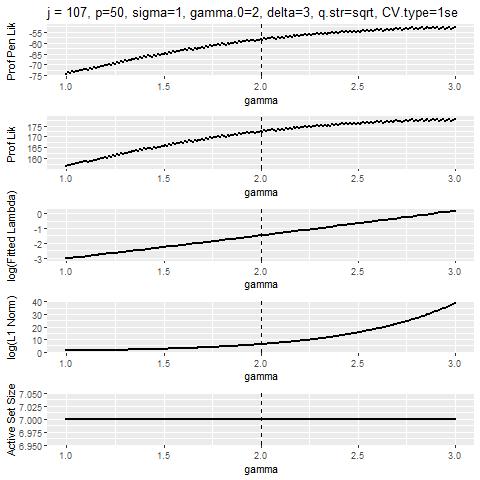 j = 107, p=50, sigma=1, gamma.0=2, delta=3, q.str=sqrt, CV.type=1se
Prof Pen Lik
-55
-60
-65
-70
-75
1.0 1.5 2.0 2.5 3.0
gamma
Prof Lik
175
170
165
160
1.0 1.5 2.0 2.5 3.0
gamma
log(Fitted Lambda)
0
-1
-2
-3
1.0 1.5 2.0 2.5 3.0
gamma
log(L1 Norm)
40
30
20
10
0
1.0 1.5 2.0 2.5 3.0
gamma
Active Set Size
7.050
7.025
7.000
6.975
6.950
1.0 1.5 2.0 2.5 3.0
gamma